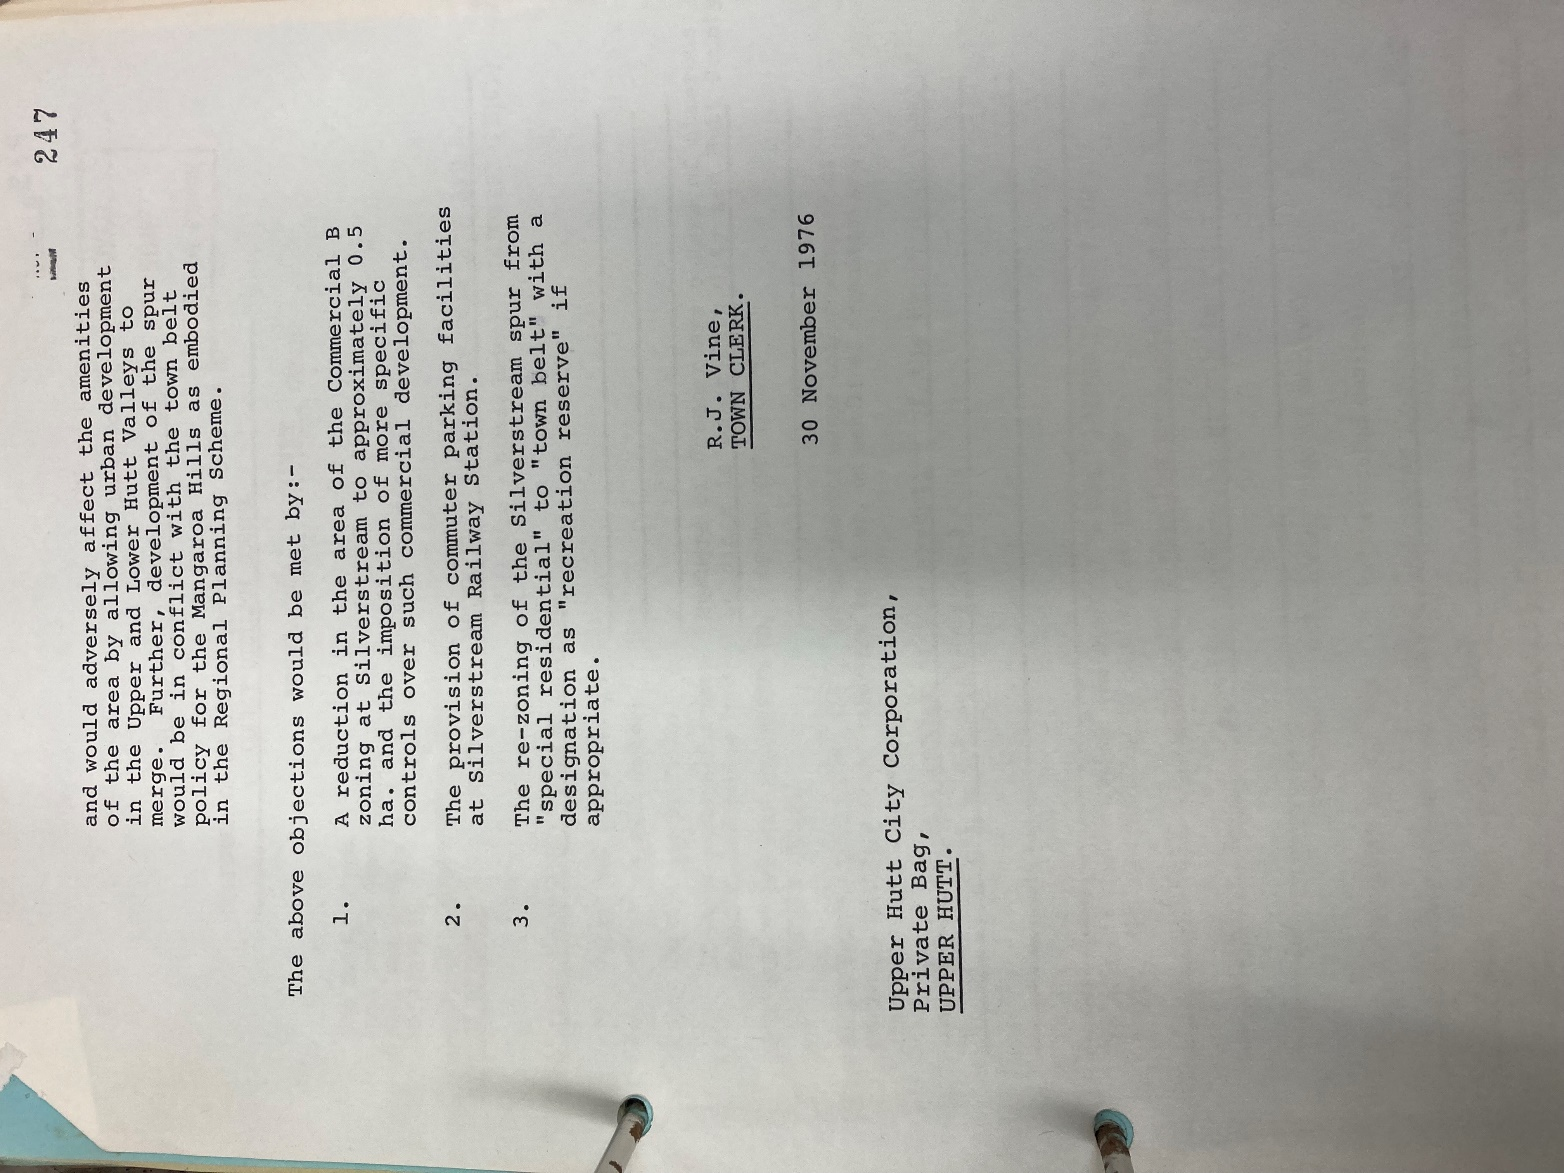 247
and would adversely affect the amenities
of the area by allowing urban development
in the Upper and Lower Hutt Valleys to
merge. Further, development of the spur
would be in conflict with the town belt
policy for the Mangaroa Hills as embodied
in the Regional Planning Scheme.
The above objections would be met by:-
1. A reduction in the area of the Commercial B
zoning at Silverstream to approximately 0.5
ha. and the imposition of more specific
controls over such commercial development.
2. The provision of commuter parking facilities
at Silverstream Railway Station.
3. The re-zoning of the Silverstream spur from
"special residential" to "town belt" with a
designation as "recreation reserve" if
appropriate.
R.J. Vine,
TOWN CLERK.
30 November 1976
Upper Hutt City Corporation,
Private Bag,
UPPER HUTT.